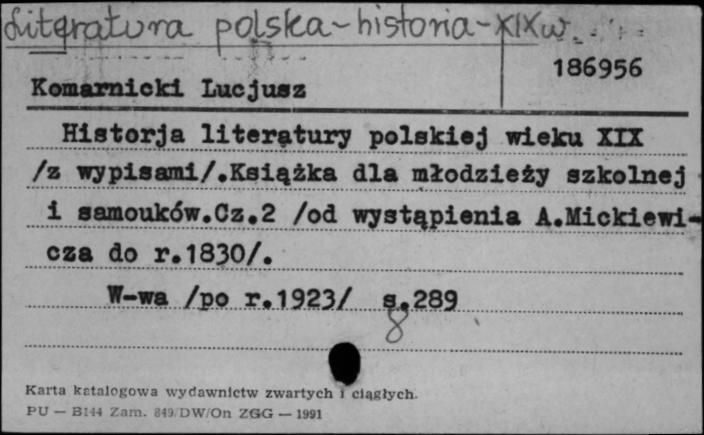 Literatura polska-historia-XIXw.
186956
Komarnicki Lucjusz
Historja literatury polskiej wieku XIX
/z wypisami/.Książka dla młodzieży szkolnej
i samouków.Cz.2 /od wystąpienia A.Mickiewi-
cza do r.1830/.
W-wa /po r.1923/ s.289
8
Karta katalogowa wydawnictw zwartych i ciągłych.
PU — B144 Zam. 849/DW/On ZGG — 1991